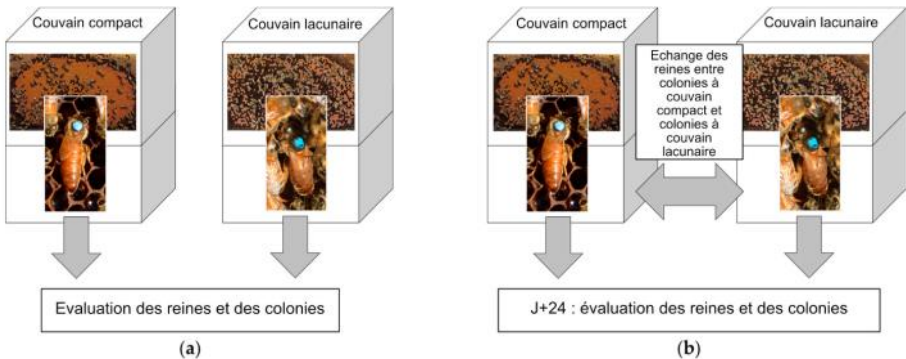 Couvain compact
Couvain lacunaire
Evaluation des reines et des colonies
(a)
Couvain compact
Couvain lacunaire
Echange des
reines entre
colonies à
couvain
compact et
colonies à
couvain
lacunaire
J+24 : évaluation des reines et des colonies
(b)